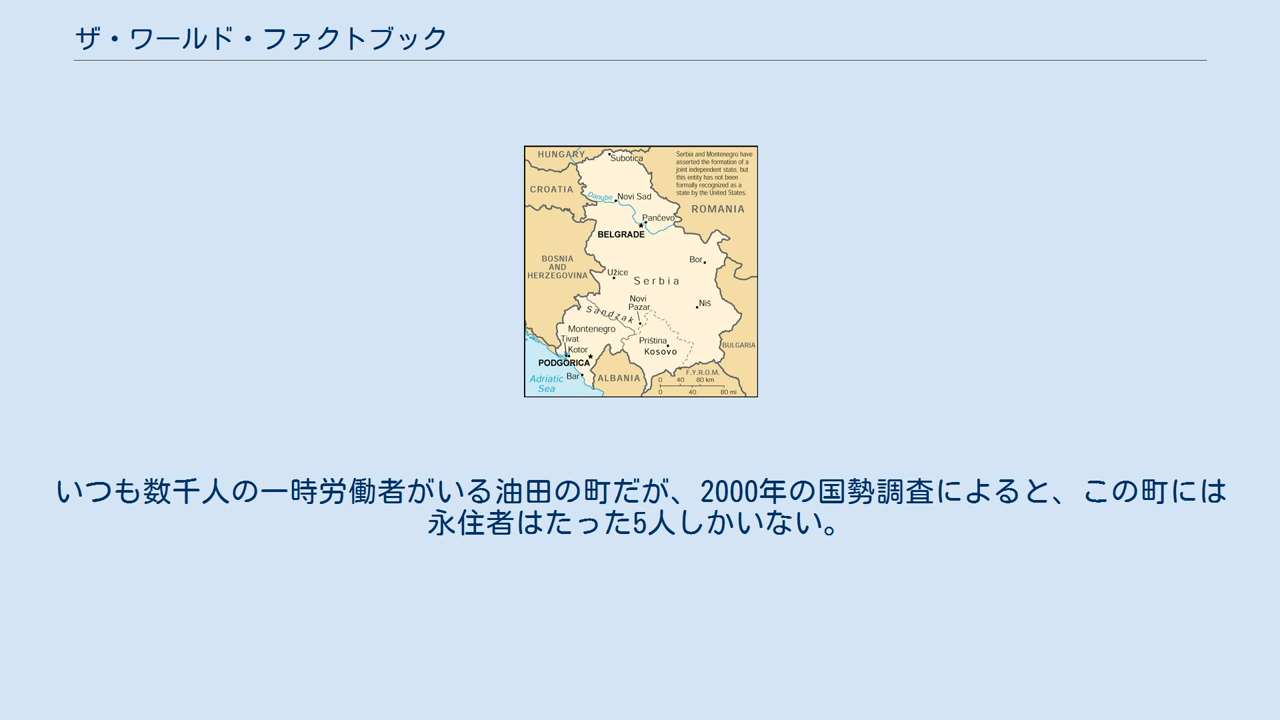 ザ・ワールド・ファクトブック
HUNGARY
Subotica
Serbia and Montenegro have
asserted the formation of a
joint independent state, but
this entity has not been
formally recognized as a
state by the United States.
CROATIA
Danube
Novi Sad
ROMANIA
Pančevo
BELGRADE
BOSNIA
AND
HERZEGOVINA
Bor
Užice
Serbia
Novi
Pazar
Niš
Sandzak
Montenegro
Tivat
Kotor
Priština
Kosovo
BULGARIA
PODGORICA
F.Y.R.O.M.
Adriatic
Sea
Bar
ALBANIA
0 40 80 km
0 40 80 mi
いつも数千人の一時労働者がいる油田の町だが、2000年の国勢調査によると、この町には
永住者はたった5人しかいない。